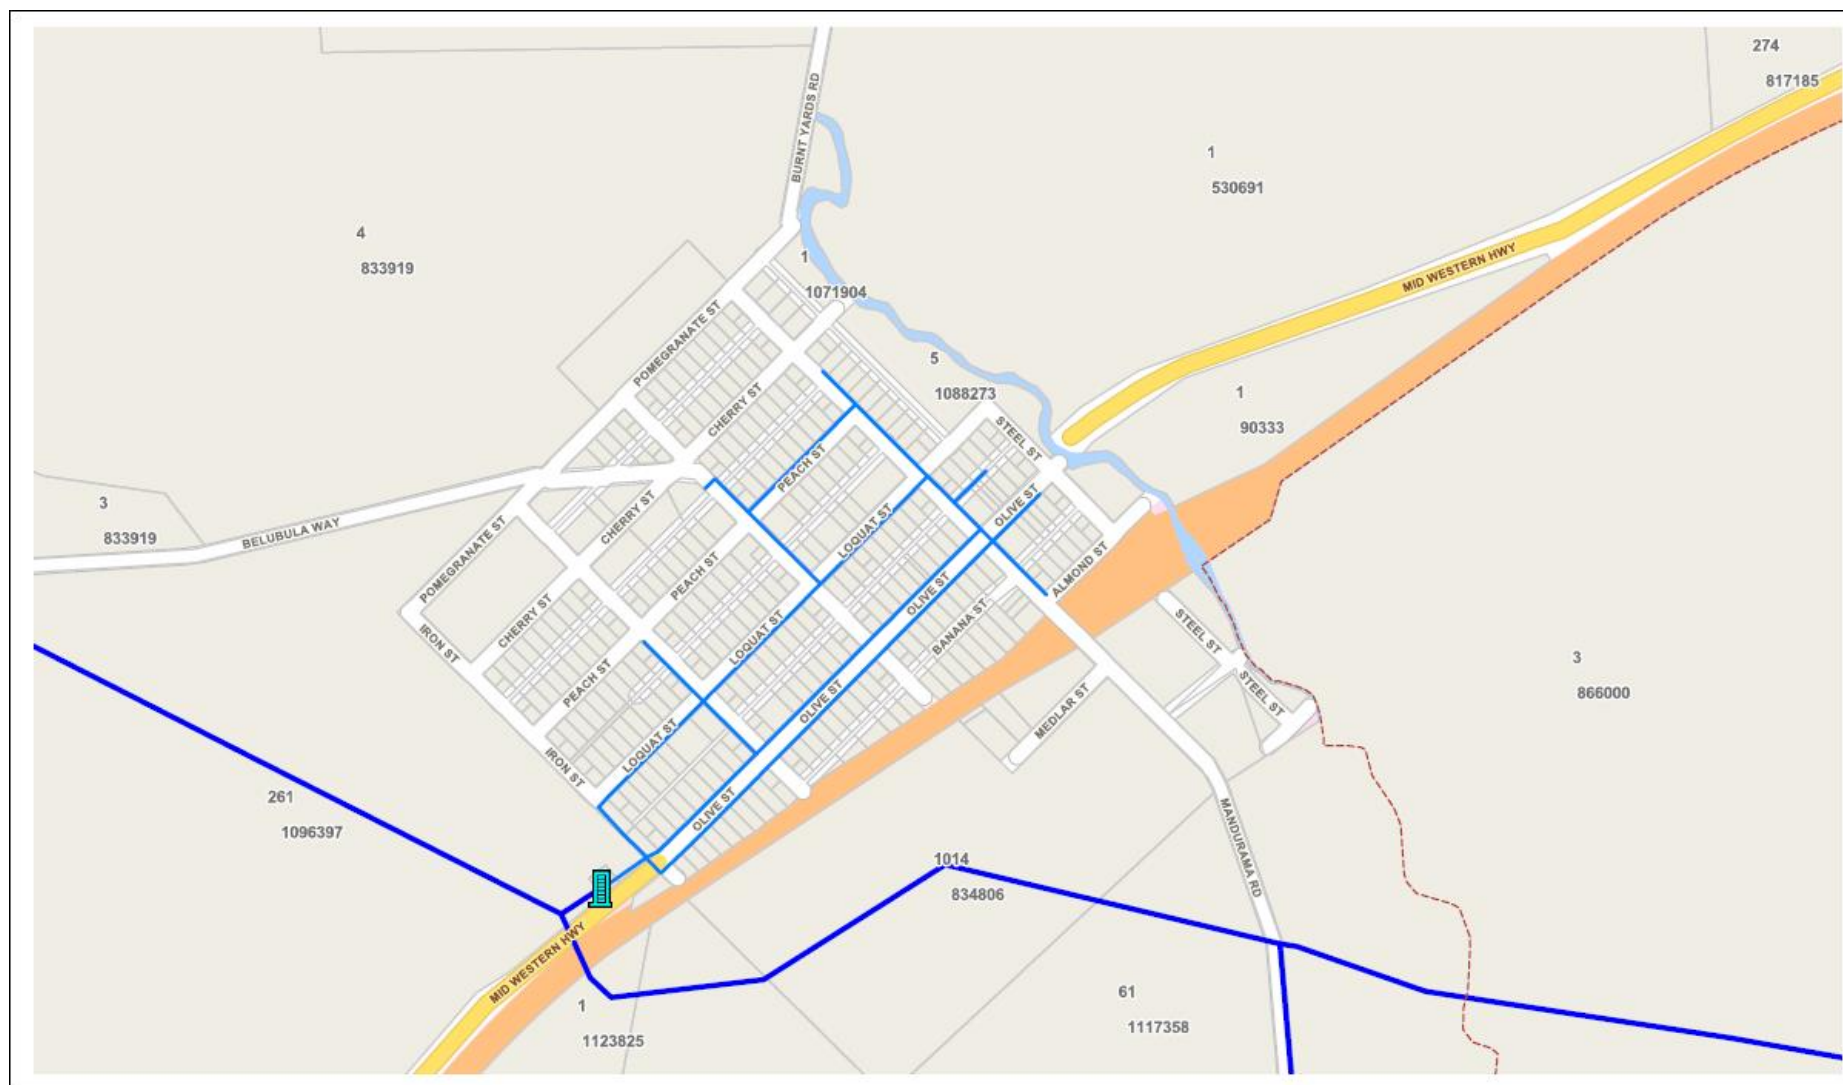 274
817185
BURNT YARDS RD
1
530691
4
833919
1
1071904
MID WESTERN HWY
POMEGRANATE ST
5
1088273
1
90333
CHERRY ST
STEEL ST
PEACH ST
3
833919
BELUBULA WAY
POMEGRANATE ST
CHERRY ST
LOQUAT ST
OLIVE ST
ALMOND ST
PEACH ST
OLIVE ST
CHERRY ST
BANANA ST
IRON ST
LOQUAT ST
STEEL ST
PEACH ST
3
866000
STEEL ST
OLIVE ST
MEDLAR ST
LOQUAT ST
IRON ST
261
1096397
OLIVE ST
MANDURAMA RD
1014
834806
MID WESTERN HWY
1
1123825
61
1117358